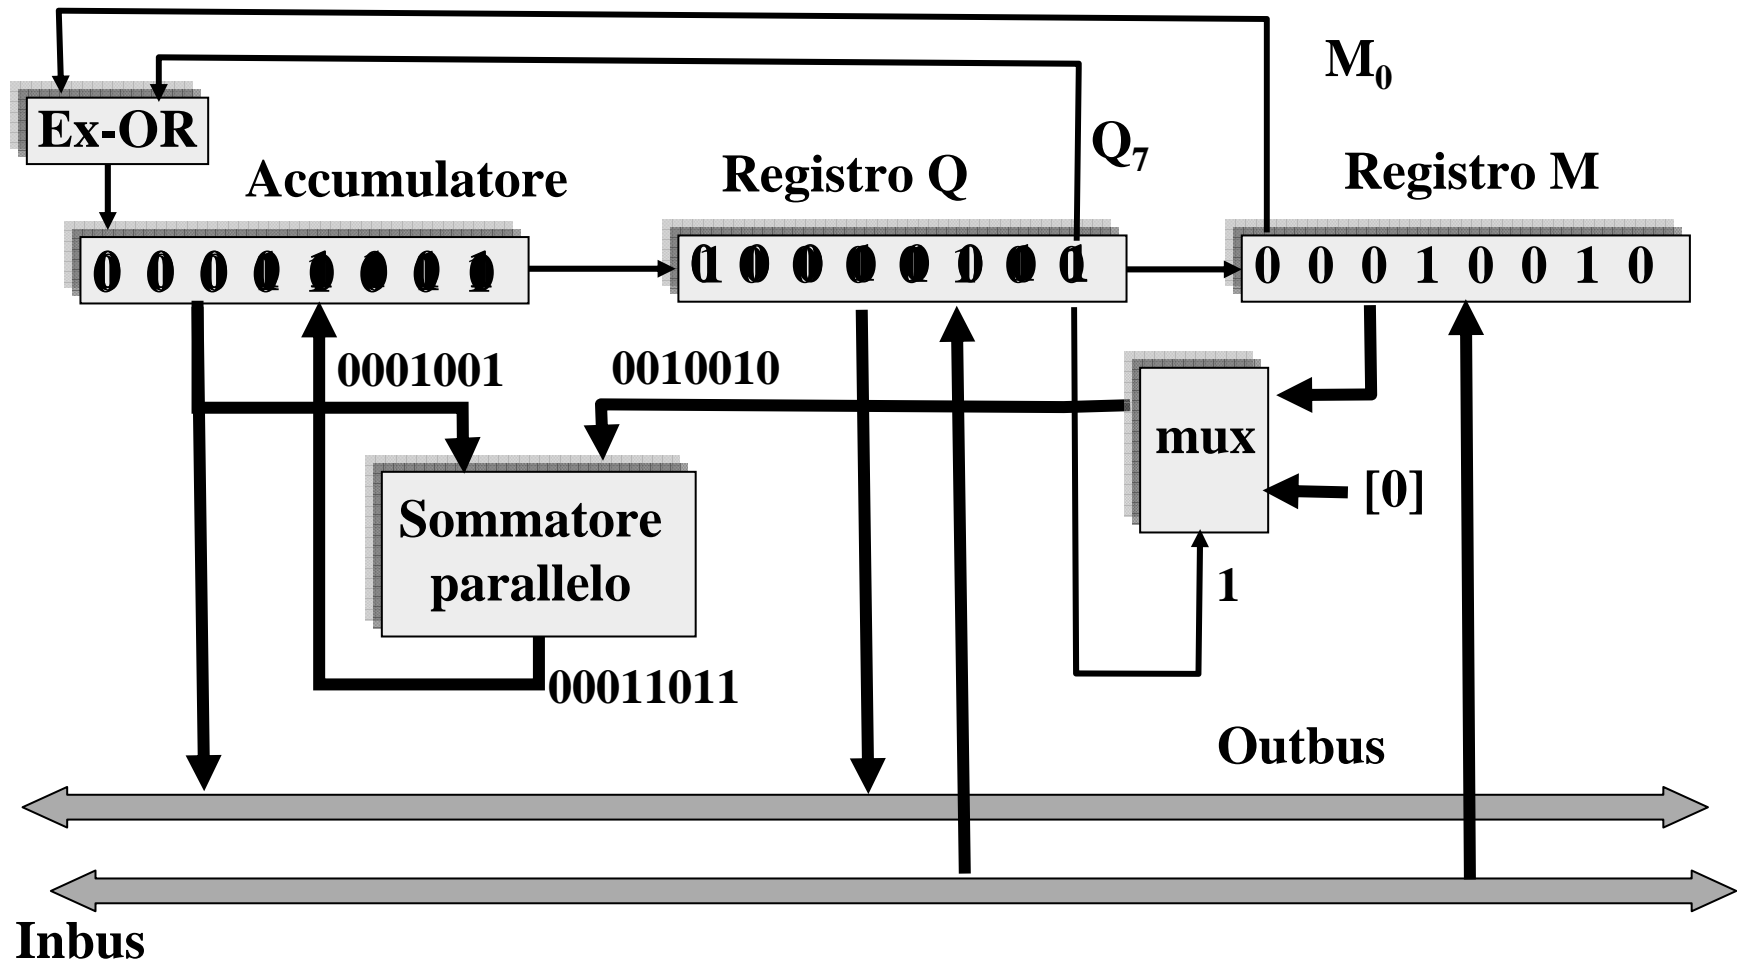 M0
Ex-OR
Q7
Accumulatore
Registro Q
Registro M
0 0 0 1 0 0 1 0
0001001
0010010
mux
[0]
Sommatore
parallelo
1
00011011
Outbus
Inbus